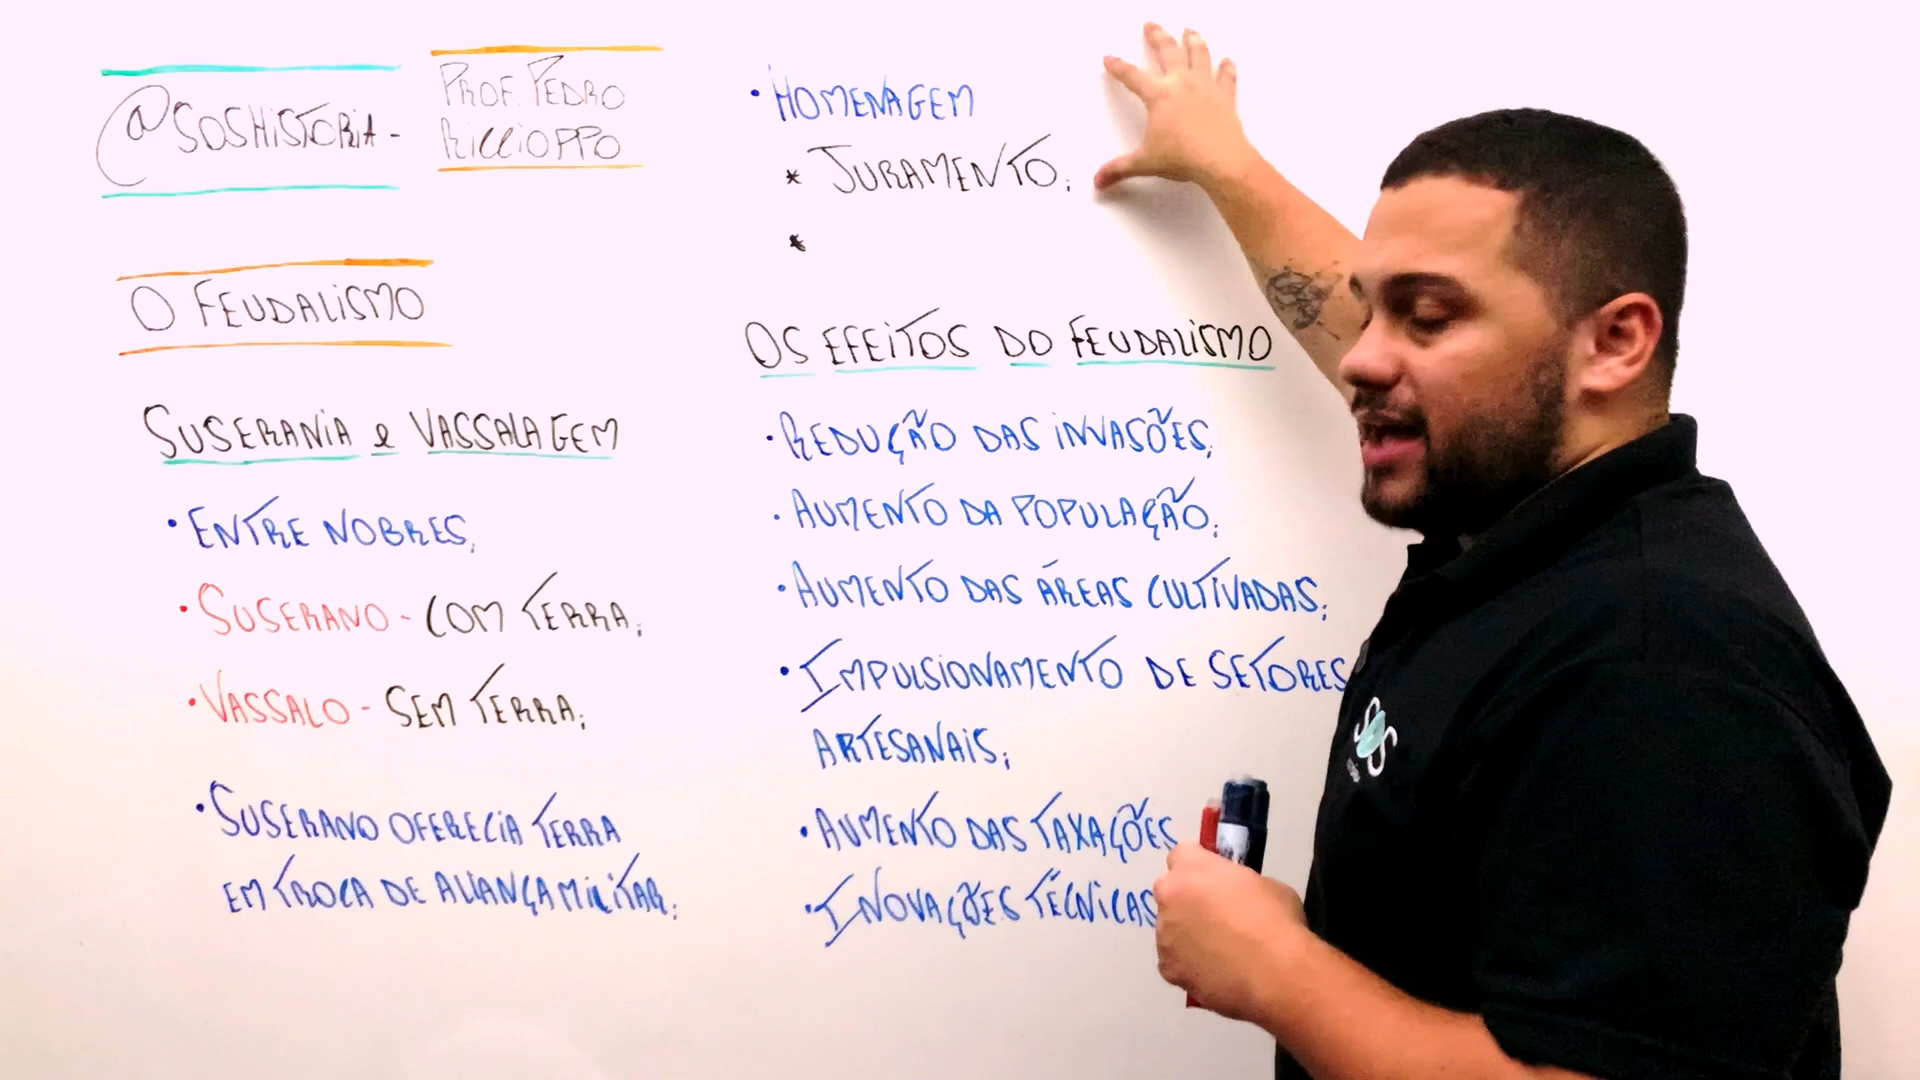 @SOSHISTORIA -
PROF. PEDRO
RICCIOPPO
O FEUDALISMO
SUSERANIA e VASSALAGEM
• ENTRE NOBRES;
• SUSERANO - COM TERRA;
• VASSALO - SEM TERRA;
• SUSERANO OFERECIA TERRA
EM TROCA DE ALIANÇA MILITAR;
• HOMENAGEM
* JURAMENTO;
*
OS EFEITOS DO FEUDALISMO
• REDUÇÃO DAS INVASÕES;
• AUMENTO DA POPULAÇÃO;
• AUMENTO DAS ÁREAS CULTIVADAS;
• IMPULSIONAMENTO DE SETORES
ARTESANAIS;
• AUMENTO DAS TAXAÇÕES
• INOVAÇÕES TÉCNICAS
SOS